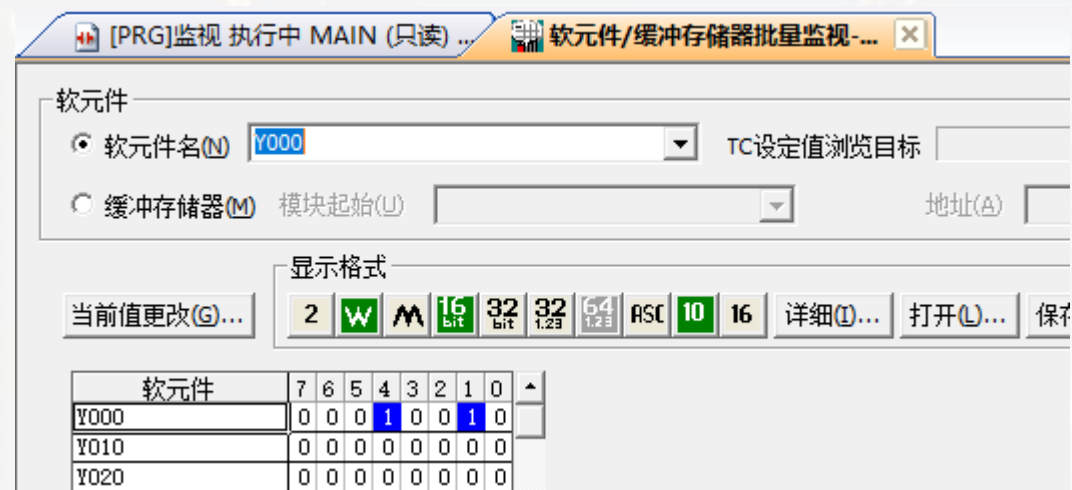 [PRG]监视 执行中 MAIN (只读) ... 软元件/缓冲存储器批量监视-...
软元件
软元件名(N) Y000 TC设定值浏览目标
缓冲存储器(M) 模块起始(U) 地址(A)
显示格式
当前值更改(G)... 2 W M 16bit 32bit 32 1.23 64 1.23 ASC 10 16 详细(I)... 打开(L)... 保存
软元件 7 6 5 4 3 2 1 0
Y000 0 0 0 1 0 0 1 0
Y010 0 0 0 0 0 0 0 0
Y020 0 0 0 0 0 0 0 0